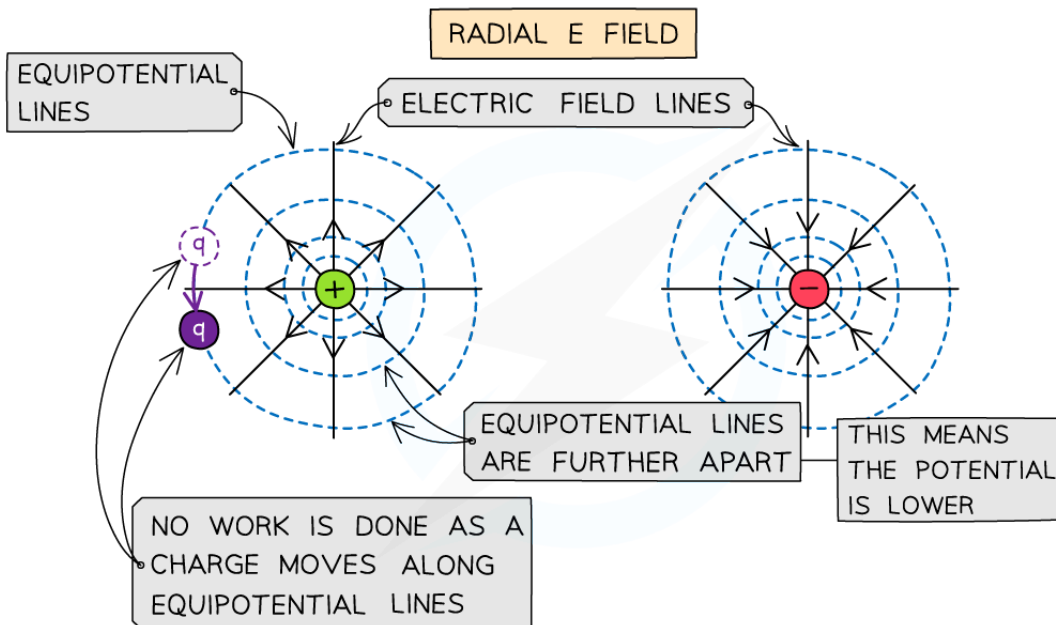 RADIAL E FIELD
EQUIPOTENTIAL
LINES
ELECTRIC FIELD LINES
q
q
+
−
EQUIPOTENTIAL LINES
ARE FURTHER APART
THIS MEANS
THE POTENTIAL
IS LOWER
NO WORK IS DONE AS A
CHARGE MOVES ALONG
EQUIPOTENTIAL LINES